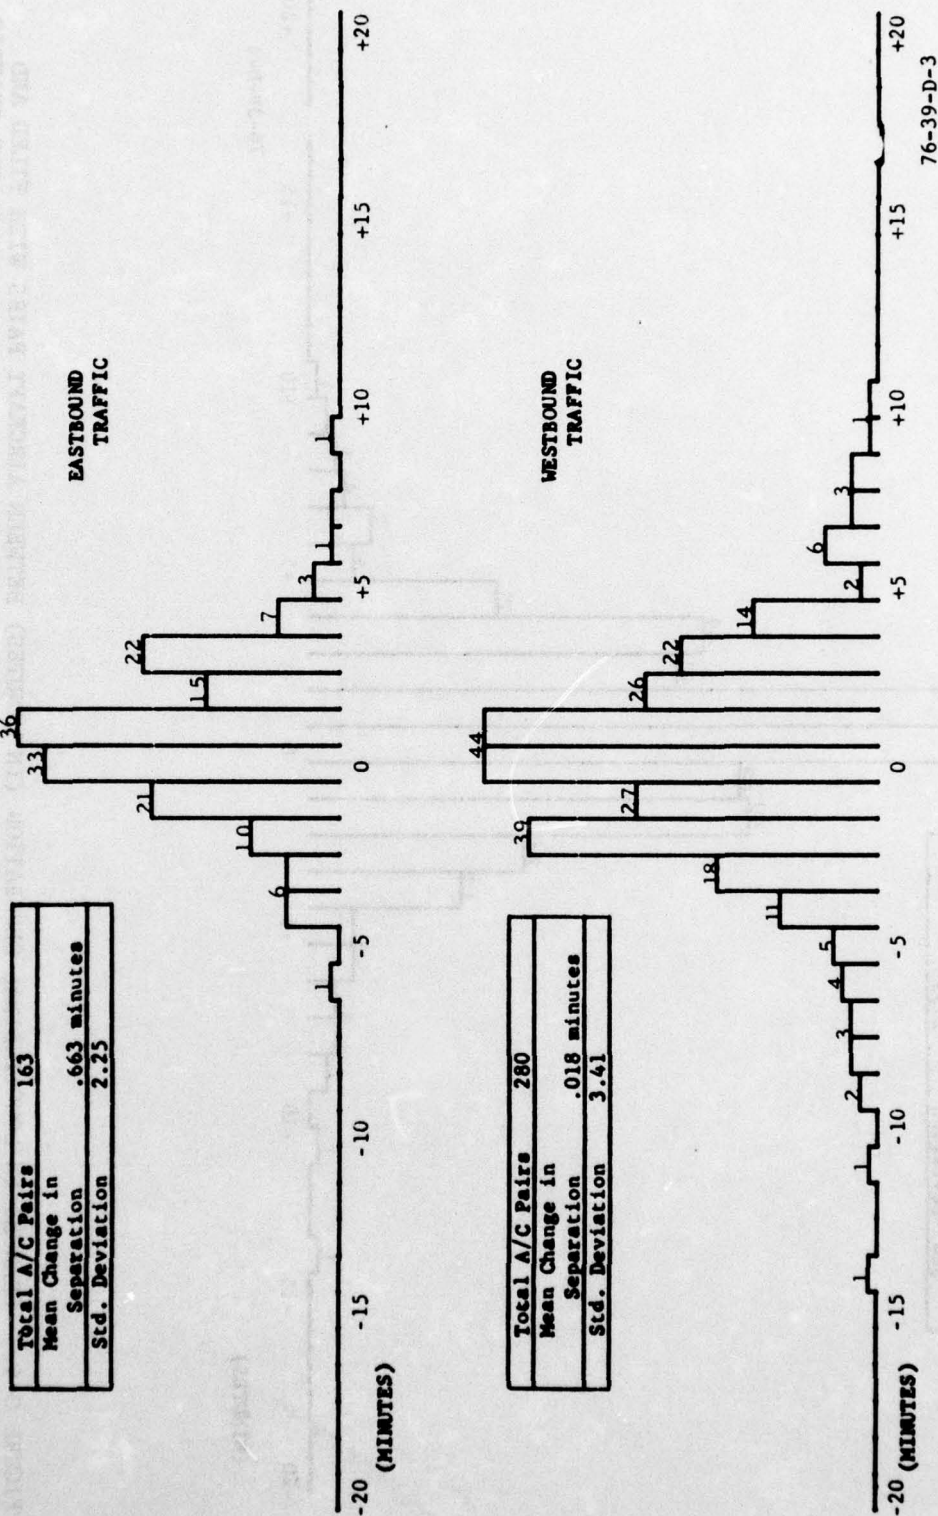 EASTBOUND
TRAFFIC
Total A/C Pairs 163
Mean Change in
Separation .663 minutes
Std. Deviation 2.25
1 6 10 21 33 36 15 22 7 3 1 1
-20 -15 -10 -5 0 +5 +10 +15 +20
(MINUTES)
WESTBOUND
TRAFFIC
Total A/C Pairs 280
Mean Change in
Separation .018 minutes
Std. Deviation 3.41
1 1 2 3 4 5 11 18 39 27 44 26 22 14 2 6 3 1
-20 -15 -10 -5 0 +5 +10 +15 +20
(MINUTES)
76-39-D-3